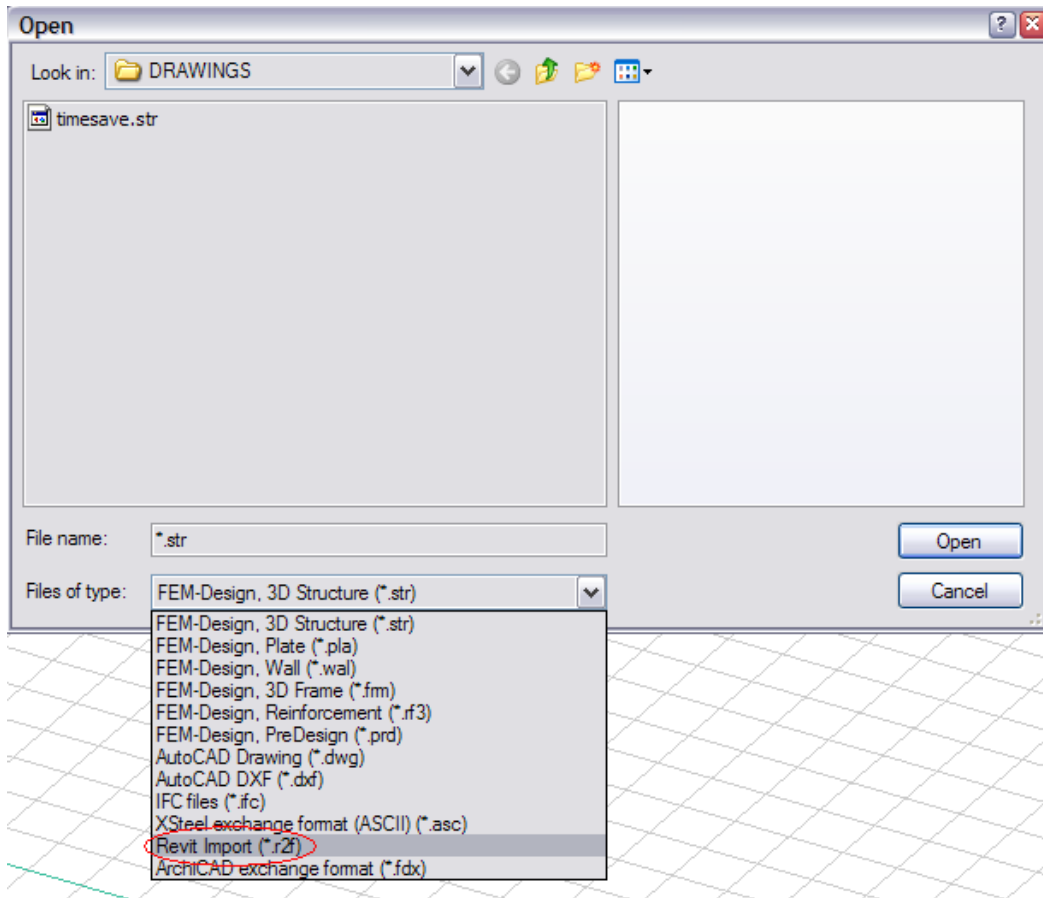 Open
Look in: DRAWINGS
timesave.str
File name: *.str
Open
Files of type: FEM-Design, 3D Structure (*.str)
Cancel
FEM-Design, 3D Structure (*.str)
FEM-Design, Plate (*.pla)
FEM-Design, Wall (*.wal)
FEM-Design, 3D Frame (*.frm)
FEM-Design, Reinforcement (*.rf3)
FEM-Design, PreDesign (*.prd)
AutoCAD Drawing (*.dwg)
AutoCAD DXF (*.dxf)
IFC files (*.ifc)
XSteel exchange format (ASCII) (*.asc)
Revit Import (*.r2f)
ArchiCAD exchange format (*.fdx)